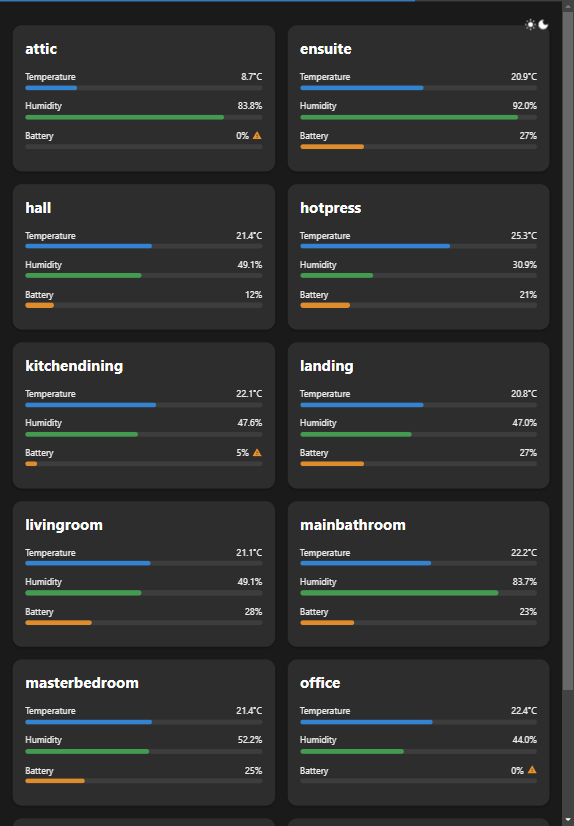 attic
Temperature 8.7°C
Humidity 83.8%
Battery 0%
ensuite
Temperature 20.9°C
Humidity 92.0%
Battery 27%
hall
Temperature 21.4°C
Humidity 49.1%
Battery 12%
hotpress
Temperature 25.3°C
Humidity 30.9%
Battery 21%
kitchendining
Temperature 22.1°C
Humidity 47.6%
Battery 5%
landing
Temperature 20.8°C
Humidity 47.0%
Battery 27%
livingroom
Temperature 21.1°C
Humidity 49.1%
Battery 28%
mainbathroom
Temperature 22.2°C
Humidity 83.7%
Battery 23%
masterbedroom
Temperature 21.4°C
Humidity 52.2%
Battery 25%
office
Temperature 22.4°C
Humidity 44.0%
Battery 0%